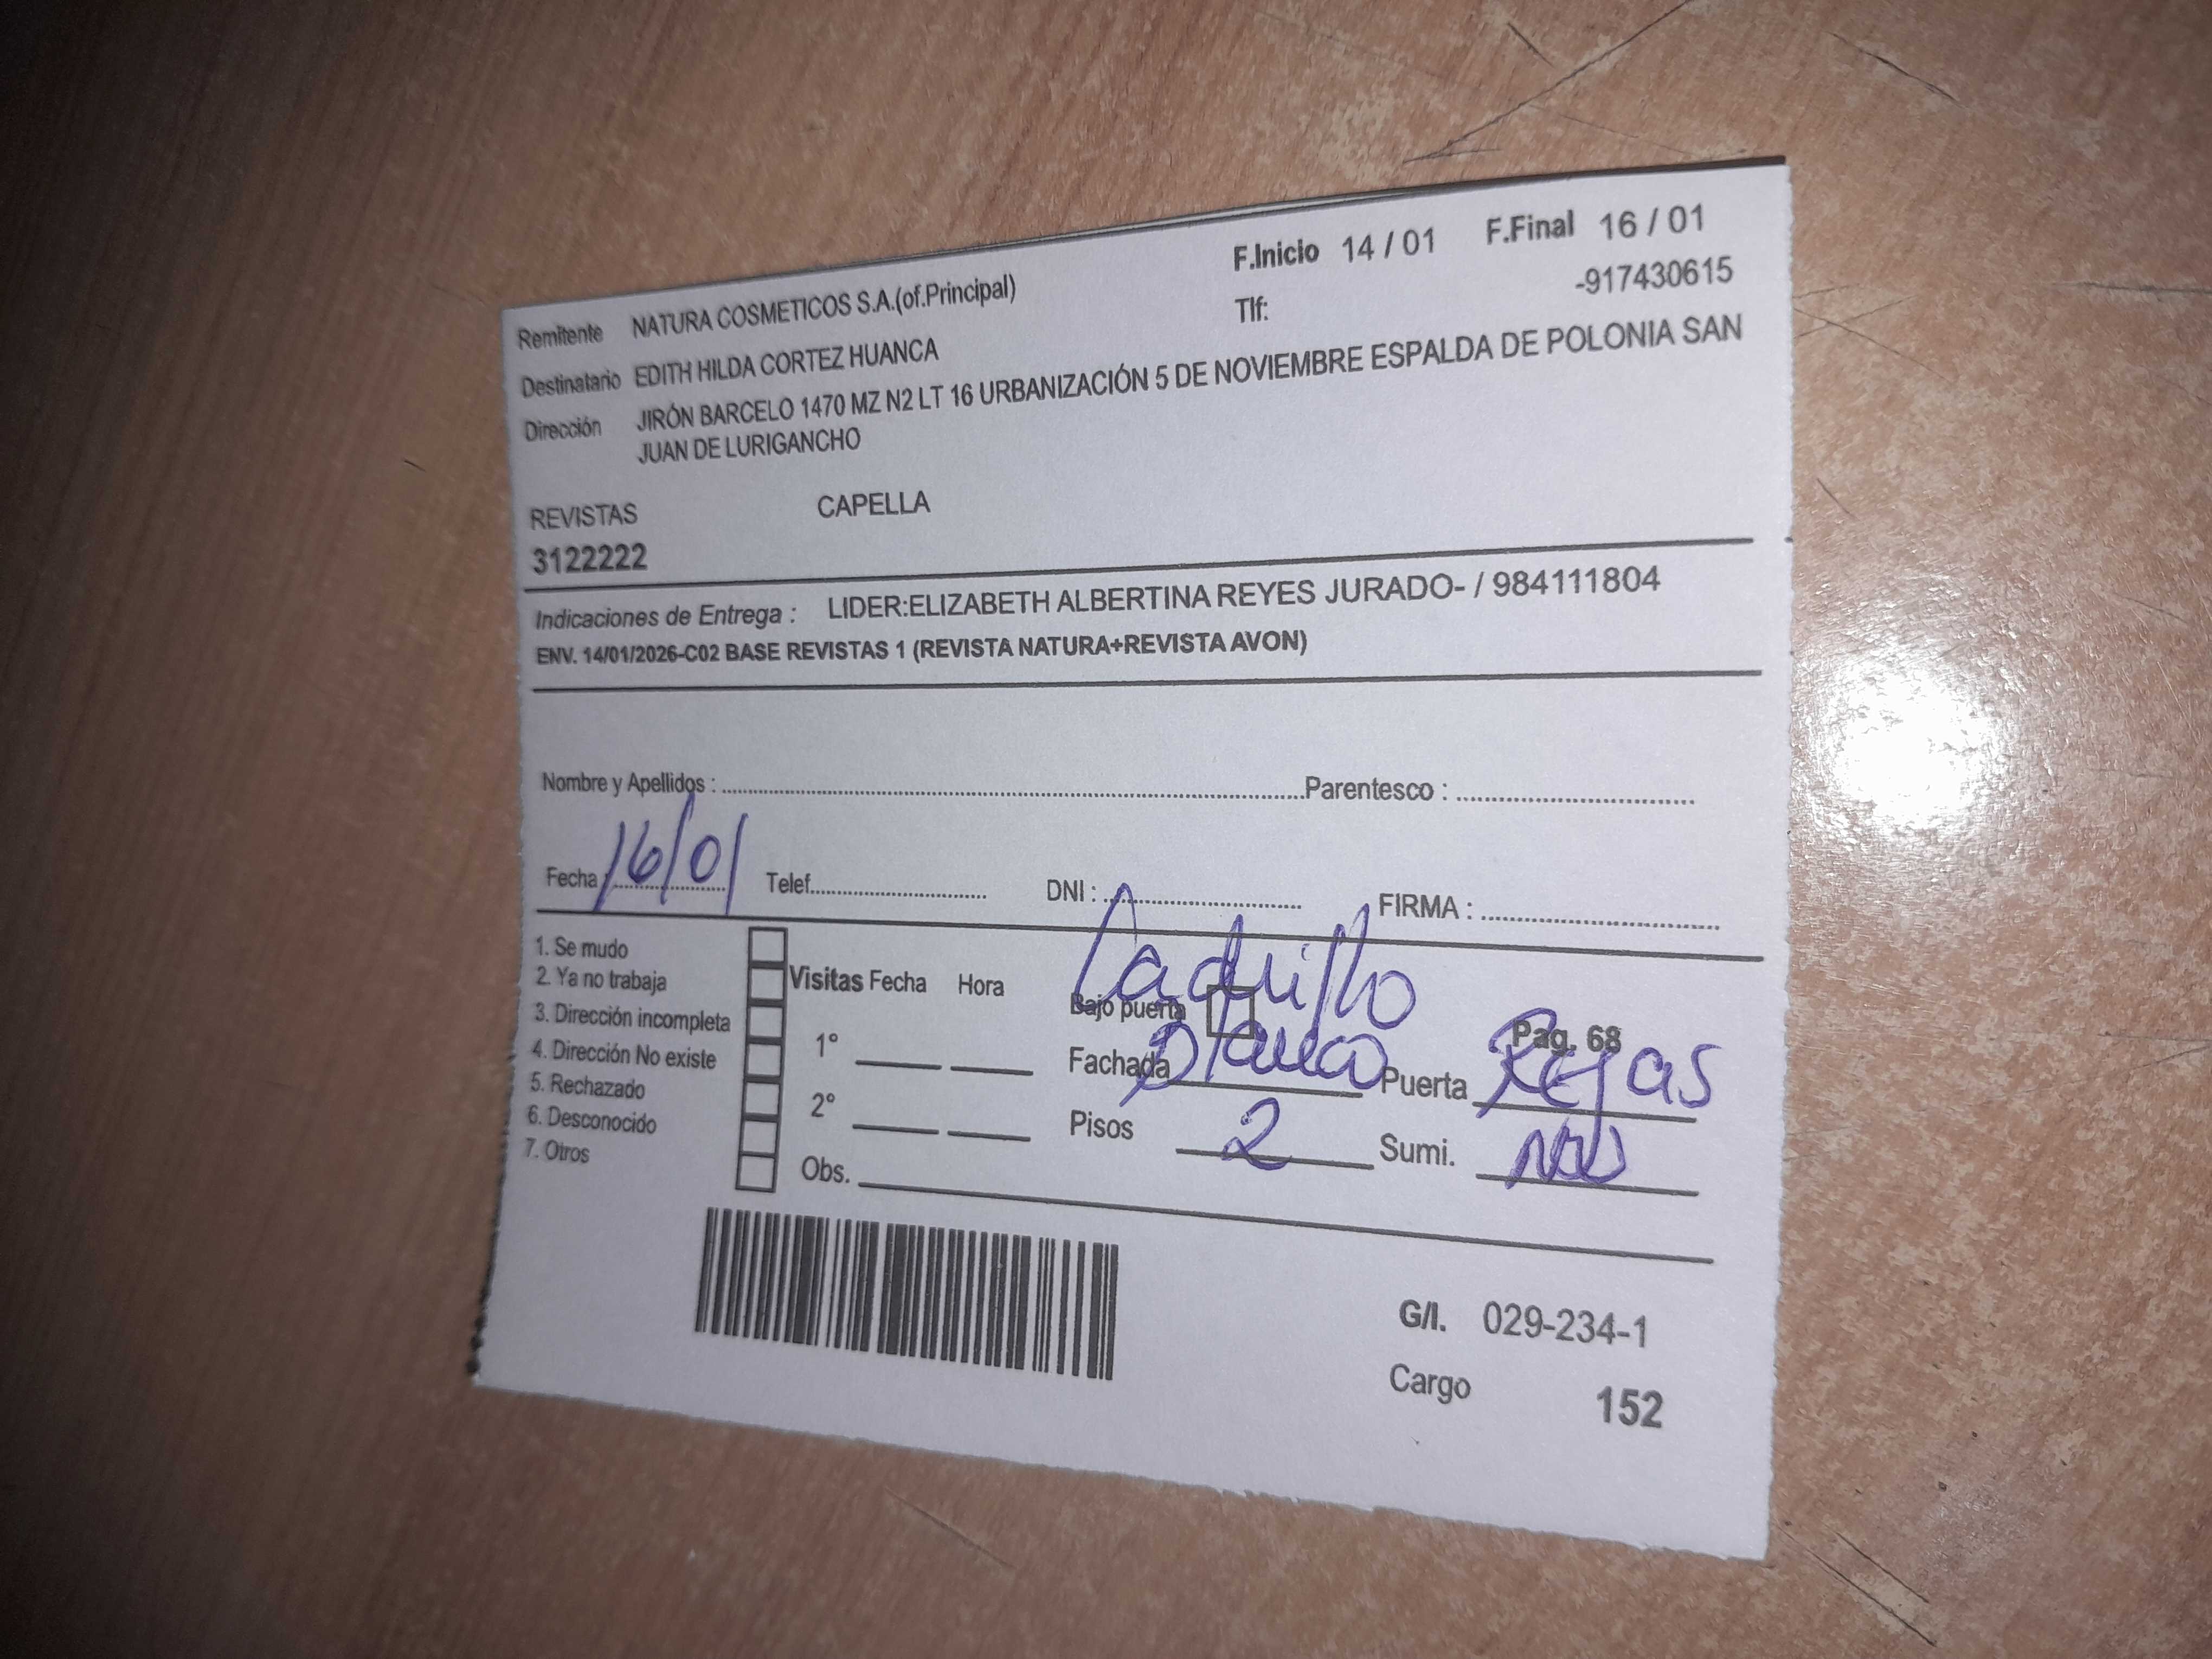 F.Inicio 14 / 01 F.Final 16 / 01
Remitente NATURA COSMETICOS S.A.(of.Principal) Tlf: -917430615
Destinatario EDITH HILDA CORTEZ HUANCA
Dirección JIRÓN BARCELO 1470 MZ N2 LT 16 URBANIZACIÓN 5 DE NOVIEMBRE ESPALDA DE POLONIA SAN
JUAN DE LURIGANCHO
REVISTAS CAPELLA
3122222
Indicaciones de Entrega : LIDER:ELIZABETH ALBERTINA REYES JURADO- / 984111804
ENV. 14/01/2026-C02 BASE REVISTAS 1 (REVISTA NATURA+REVISTA AVON)
Nombre y Apellidos : Parentesco :
Fecha 16/01 Telef. DNI : FIRMA :
1. Se mudo
2. Ya no trabaja
3. Dirección incompleta
4. Dirección No existe
5. Rechazado
6. Desconocido
7. Otros
Visitas Fecha Hora
1°
2°
Obs.
Ladrillo
Bajo puerta Pag. 68
Fachada Blanco Puerta Rejas
Pisos 2 Sumi.
G/I. 029-234-1
Cargo 152